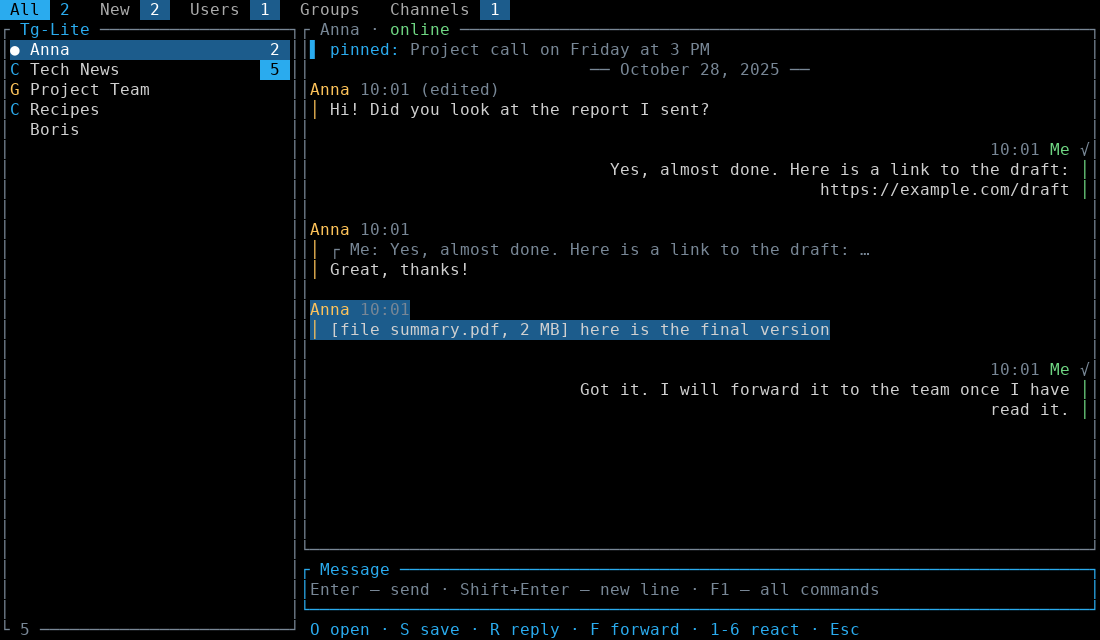 All 2 New 2 Users 1 Groups Channels 1
Tg-Lite
● Anna 2
C Tech News 5
G Project Team
C Recipes
Boris
5
Anna · online
pinned: Project call on Friday at 3 PM
── October 28, 2025 ──
Anna 10:01 (edited)
Hi! Did you look at the report I sent?
10:01 Me √
Yes, almost done. Here is a link to the draft:
https://example.com/draft
Anna 10:01
┌ Me: Yes, almost done. Here is a link to the draft: …
Great, thanks!
Anna 10:01
[file summary.pdf, 2 MB] here is the final version
10:01 Me √
Got it. I will forward it to the team once I have
read it.
Message
Enter — send · Shift+Enter — new line · F1 — all commands
O open · S save · R reply · F forward · 1-6 react · Esc